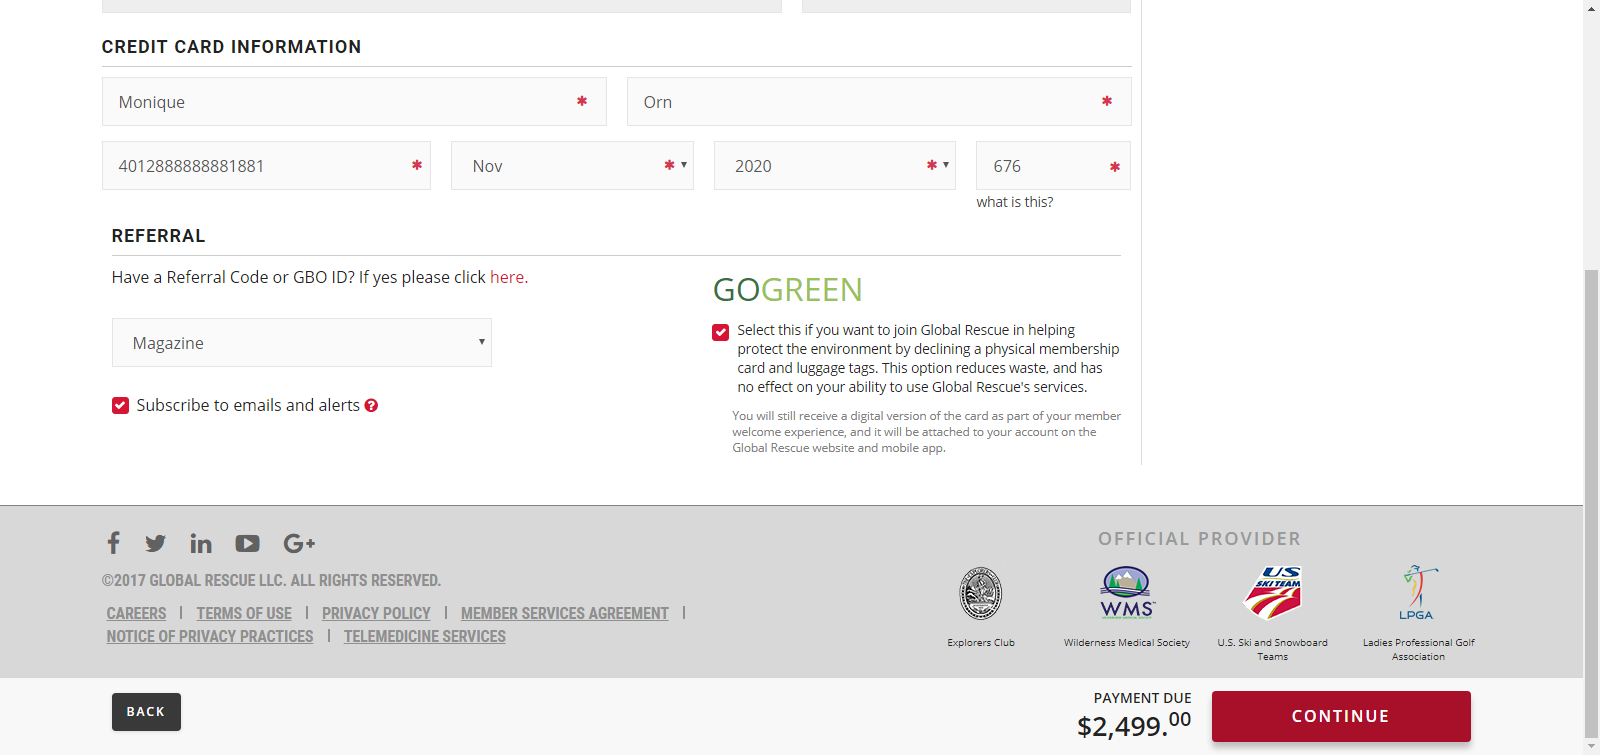 CREDIT CARD INFORMATION
Monique *
Orn *
4012888888881881 *
Nov *
2020 *
676 *
what is this?
REFERRAL
Have a Referral Code or GBO ID? If yes please click here.
Magazine
Subscribe to emails and alerts
GOGREEN
Select this if you want to join Global Rescue in helping
protect the environment by declining a physical membership
card and luggage tags. This option reduces waste, and has
no effect on your ability to use Global Rescue's services.
You will still receive a digital version of the card as part of your member
welcome experience, and it will be attached to your account on the
Global Rescue website and mobile app.
©2017 GLOBAL RESCUE LLC. ALL RIGHTS RESERVED.
CAREERS | TERMS OF USE | PRIVACY POLICY | MEMBER SERVICES AGREEMENT |
NOTICE OF PRIVACY PRACTICES | TELEMEDICINE SERVICES
OFFICIAL PROVIDER
WMS
US
SKI TEAM
LPGA
Explorers Club
Wilderness Medical Society
U.S. Ski and Snowboard
Teams
Ladies Professional Golf
Association
BACK
PAYMENT DUE
$2,499.00
CONTINUE